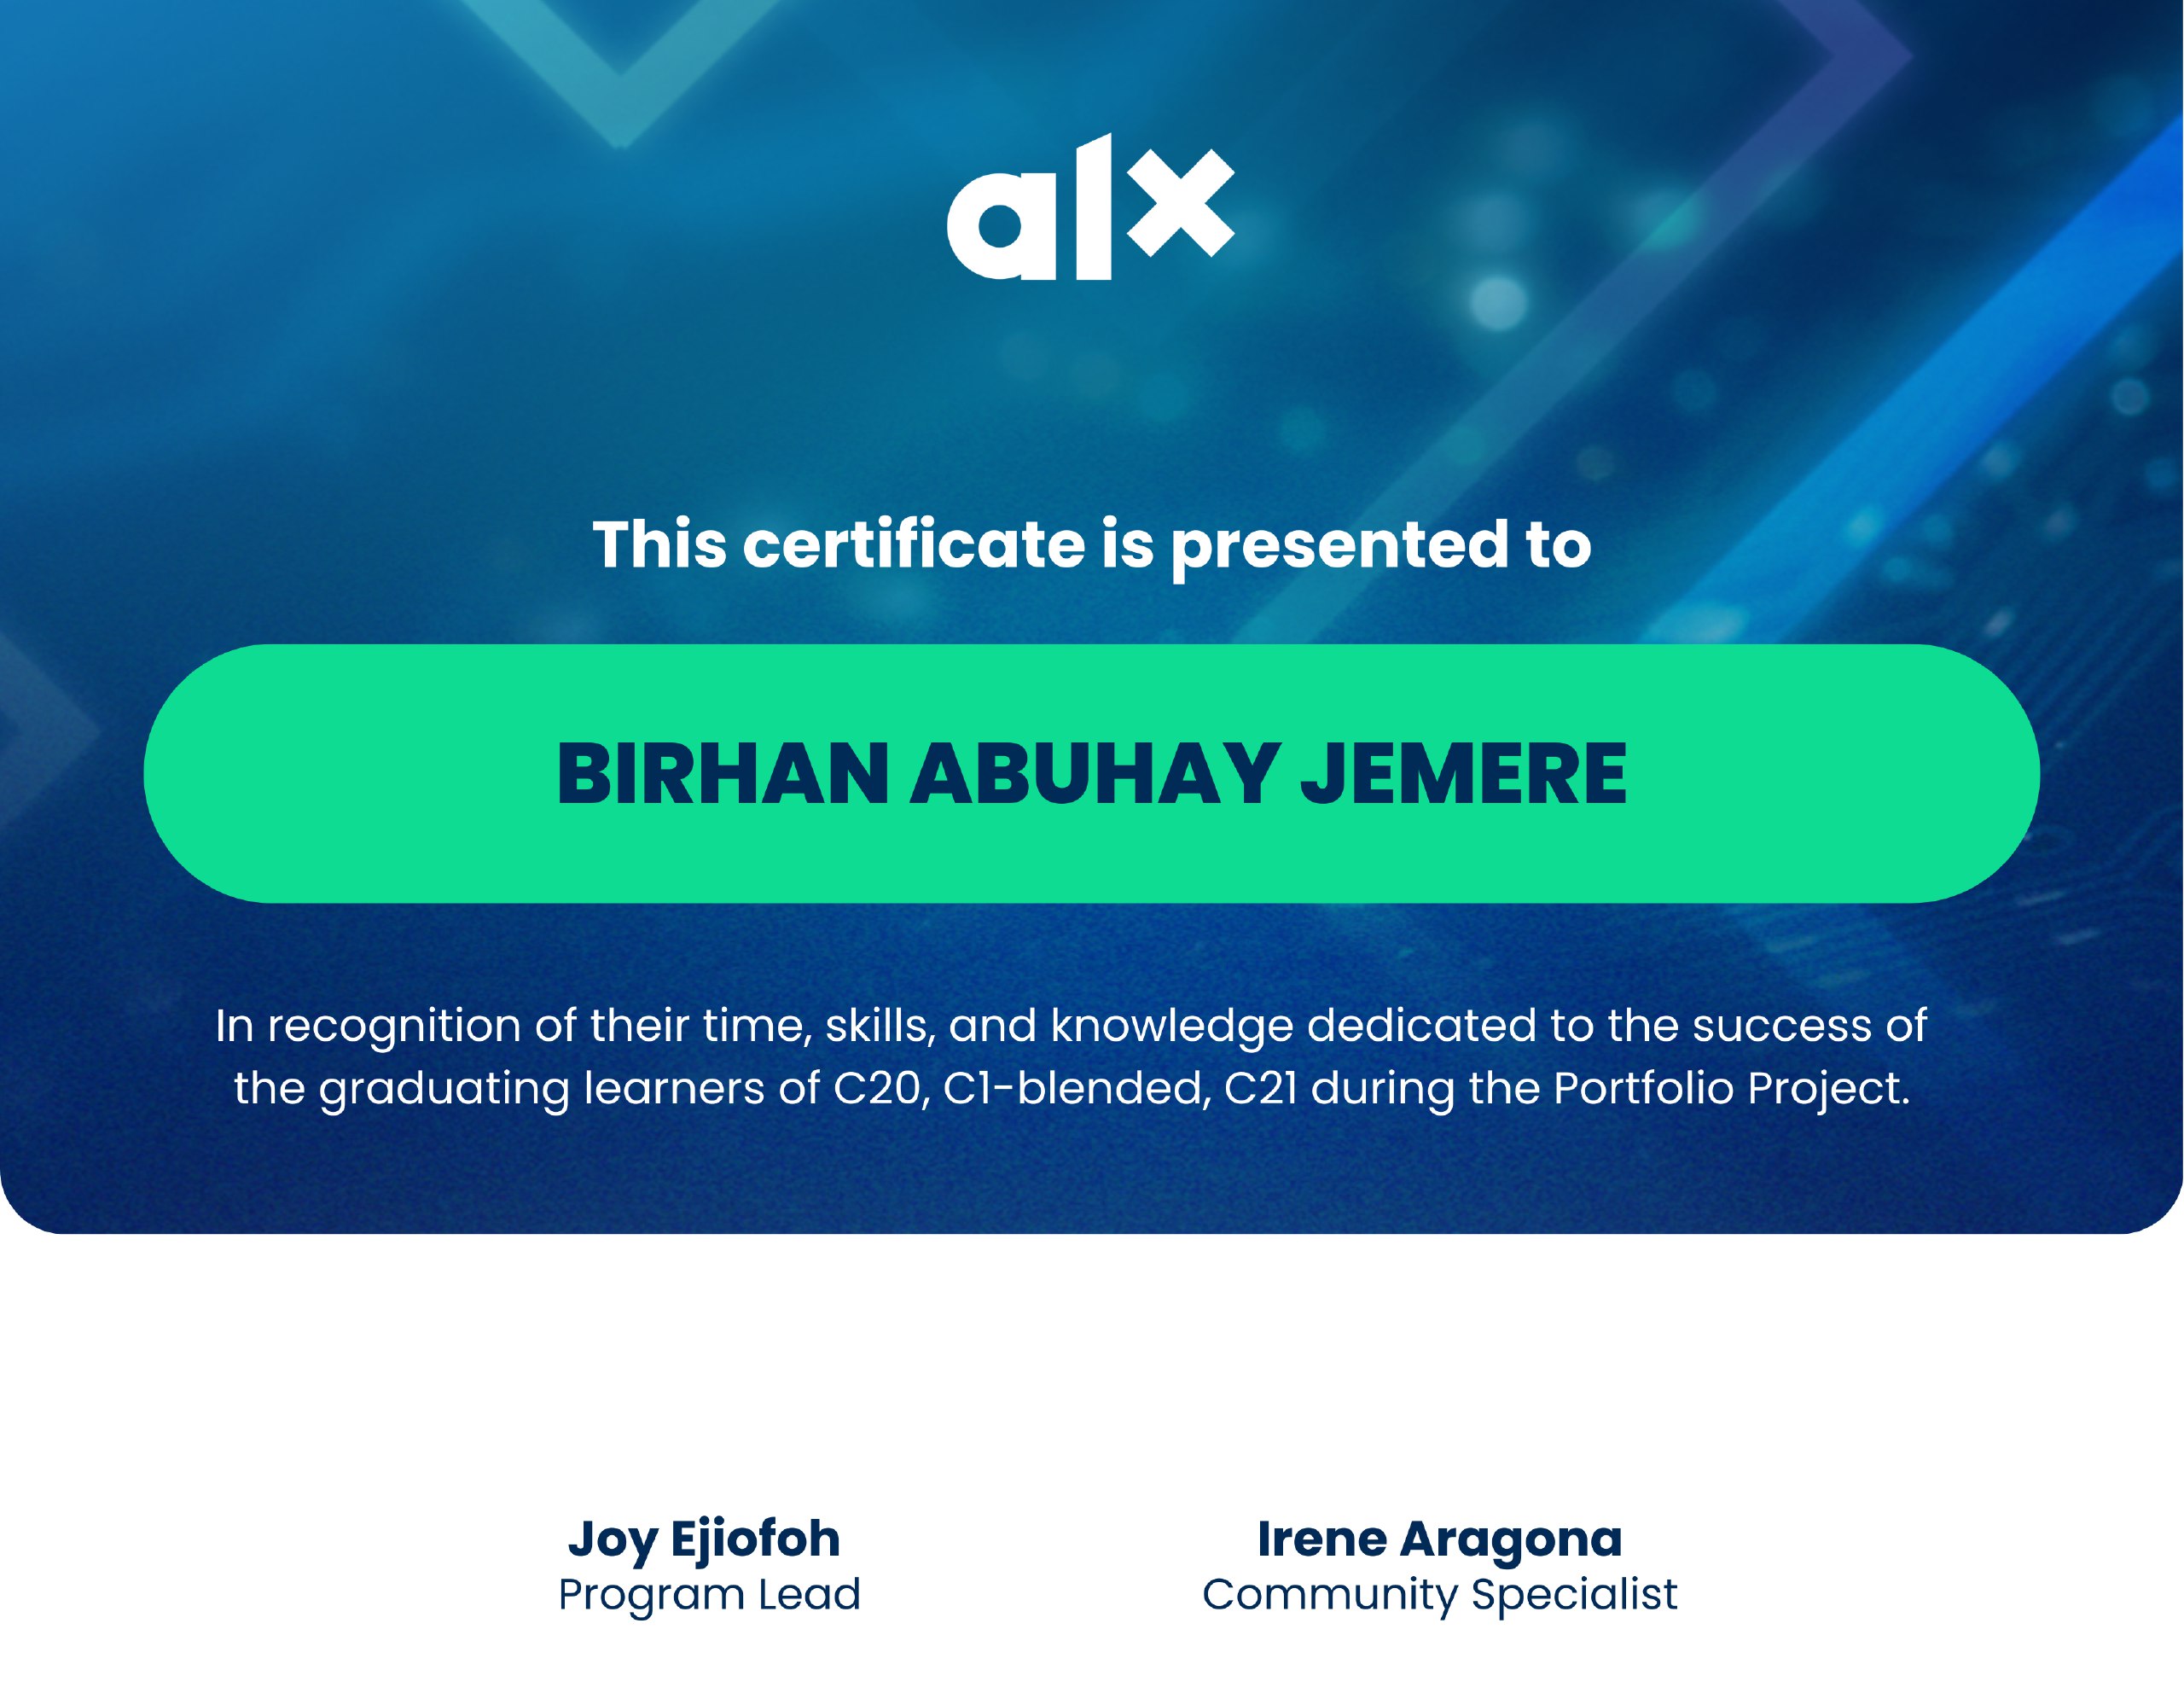 alx
This certificate is presented to
BIRHAN ABUHAY JEMERE
In recognition of their time, skills, and knowledge dedicated to the success of
the graduating learners of C20, C1-blended, C21 during the Portfolio Project.
Joy Ejiofoh
Program Lead
Irene Aragona
Community Specialist